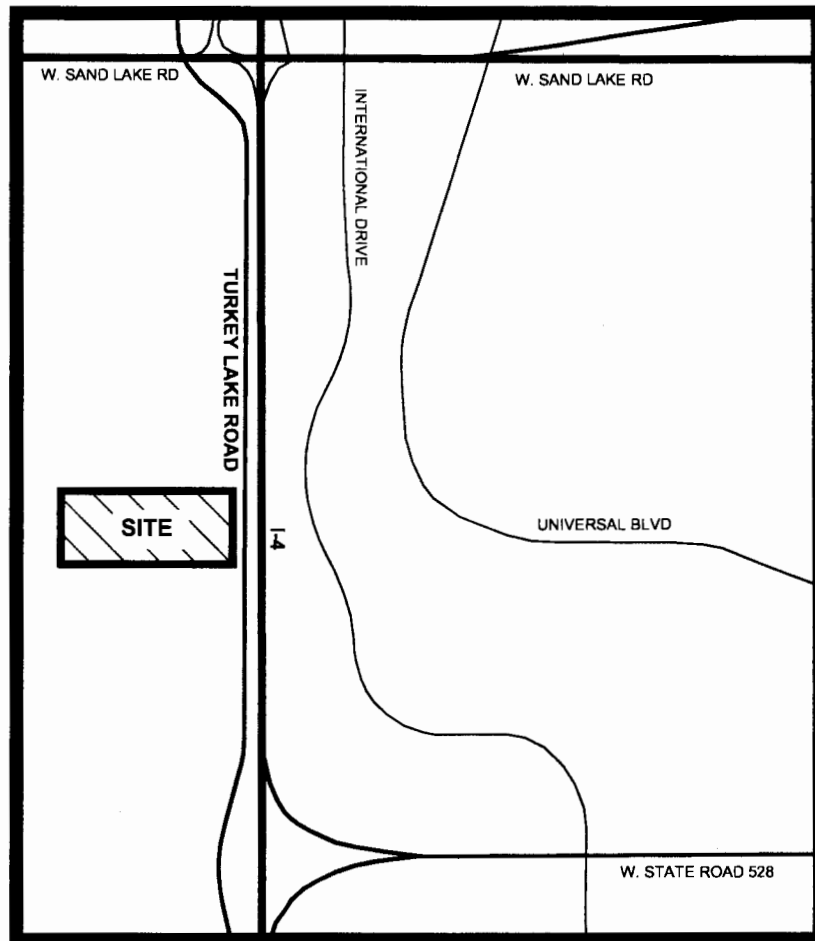 W. SAND LAKE RD
W. SAND LAKE RD
INTERNATIONAL DRIVE
TURKEY LAKE ROAD
SITE
I-4
UNIVERSAL BLVD
W. STATE ROAD 528